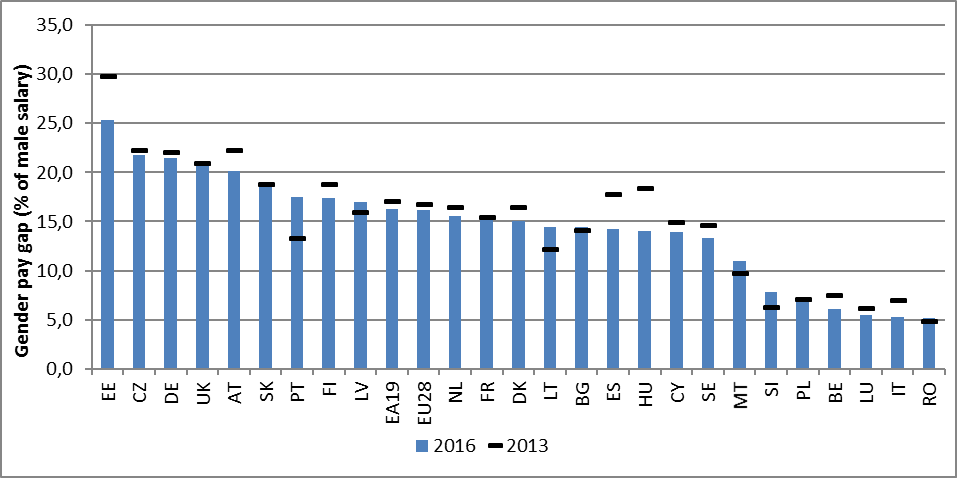 Gender pay gap (% of male salary)
35,0
30,0
25,0
20,0
15,0
10,0
5,0
0,0
EE
CZ
DE
UK
AT
SK
PT
FI
LV
EA19
EU28
NL
FR
DK
LT
BG
ES
HU
CY
SE
MT
SI
PL
BE
LU
IT
RO
2016
2013